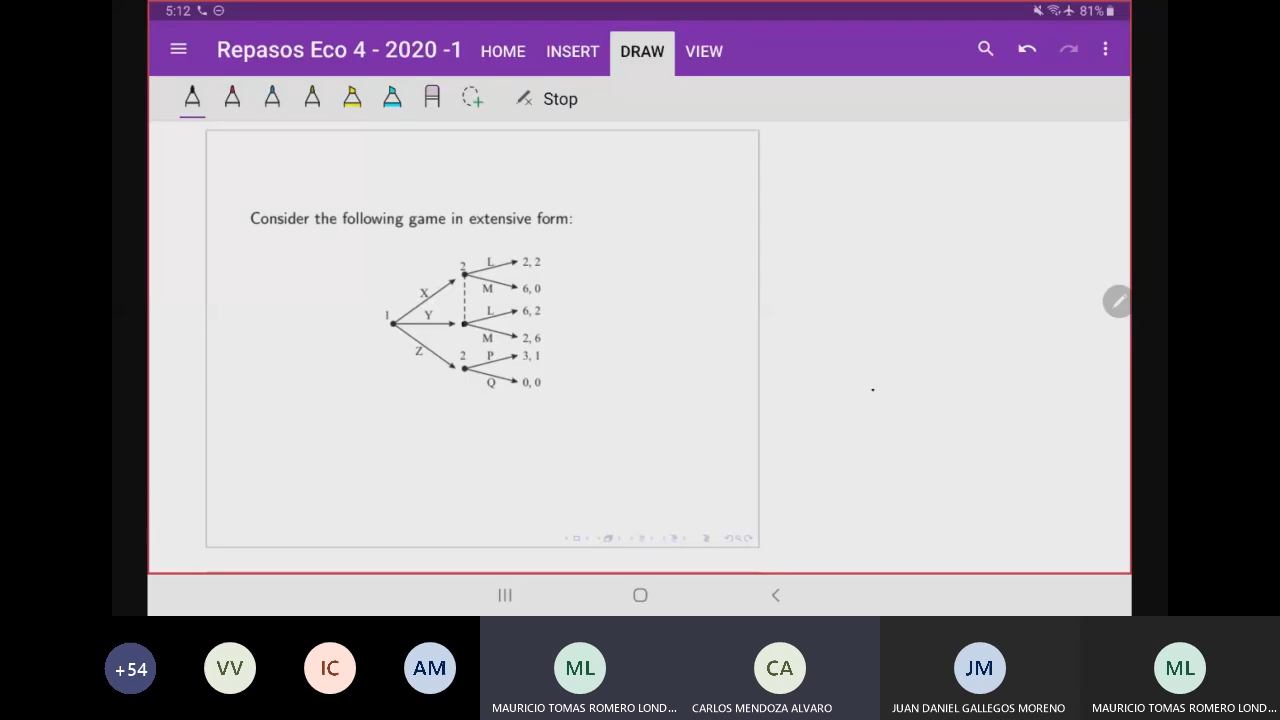 5:12 81%
Repasos Eco 4 - 2020 -1 HOME INSERT DRAW VIEW
Stop
Consider the following game in extensive form:
2 L 2, 2
X M 6, 0
1 Y L 6, 2
M 2, 6
Z 2 P 3, 1
Q 0, 0
+54 VV IC AM ML CA JM ML
MAURICIO TOMAS ROMERO LOND... CARLOS MENDOZA ALVARO JUAN DANIEL GALLEGOS MORENO MAURICIO TOMAS ROMERO LOND...